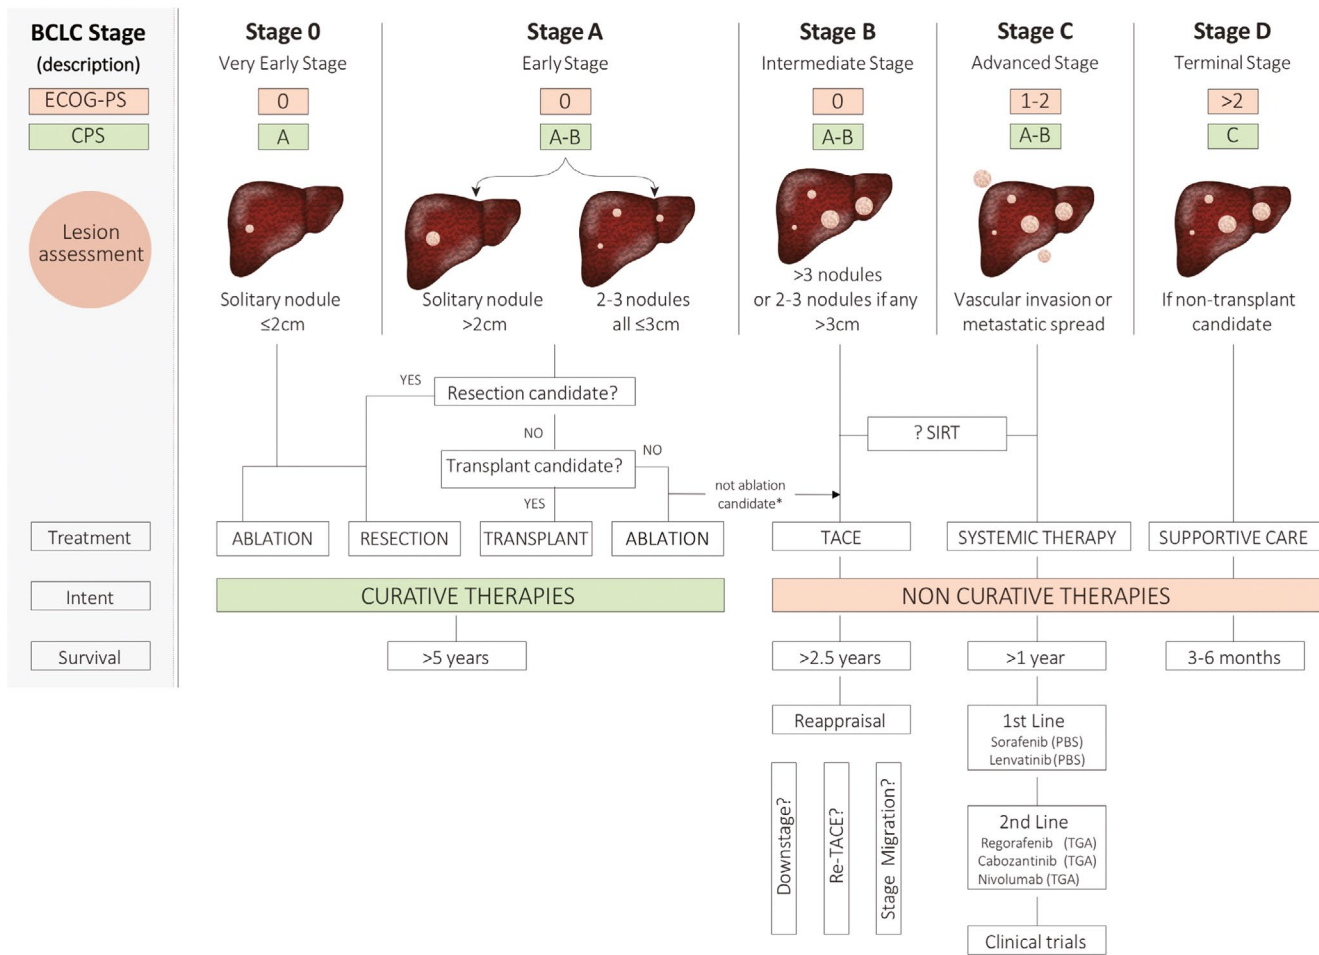 BCLC Stage
(description)
ECOG-PS
CPS
Lesion
assessment
Treatment
Intent
Survival
Stage 0
Very Early Stage
0
A
Solitary nodule
≤2cm
Stage A
Early Stage
0
A-B
Solitary nodule
>2cm
2-3 nodules
all ≤3cm
Stage B
Intermediate Stage
0
A-B
>3 nodules
or 2-3 nodules if any
>3cm
Stage C
Advanced Stage
1-2
A-B
Vascular invasion or
metastatic spread
Stage D
Terminal Stage
>2
C
If non-transplant
candidate
YES
Resection candidate?
NO
Transplant candidate?
NO
YES
not ablation
candidate*
? SIRT
ABLATION
RESECTION
TRANSPLANT
ABLATION
TACE
SYSTEMIC THERAPY
SUPPORTIVE CARE
CURATIVE THERAPIES
NON CURATIVE THERAPIES
>5 years
>2.5 years
>1 year
3-6 months
Reappraisal
Downstage?
Re-TACE?
Stage Migration?
1st Line
Sorafenib (PBS)
Lenvatinib (PBS)
2nd Line
Regorafenib (TGA)
Cabozantinib (TGA)
Nivolumab (TGA)
Clinical trials